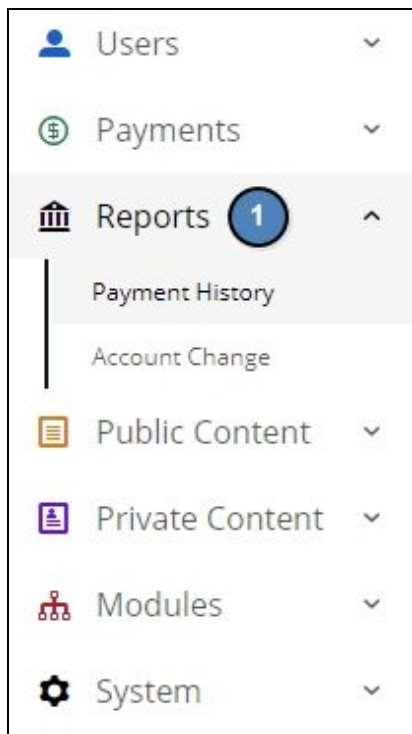 Users
Payments
Reports 1
Payment History
Account Change
Public Content
Private Content
Modules
System